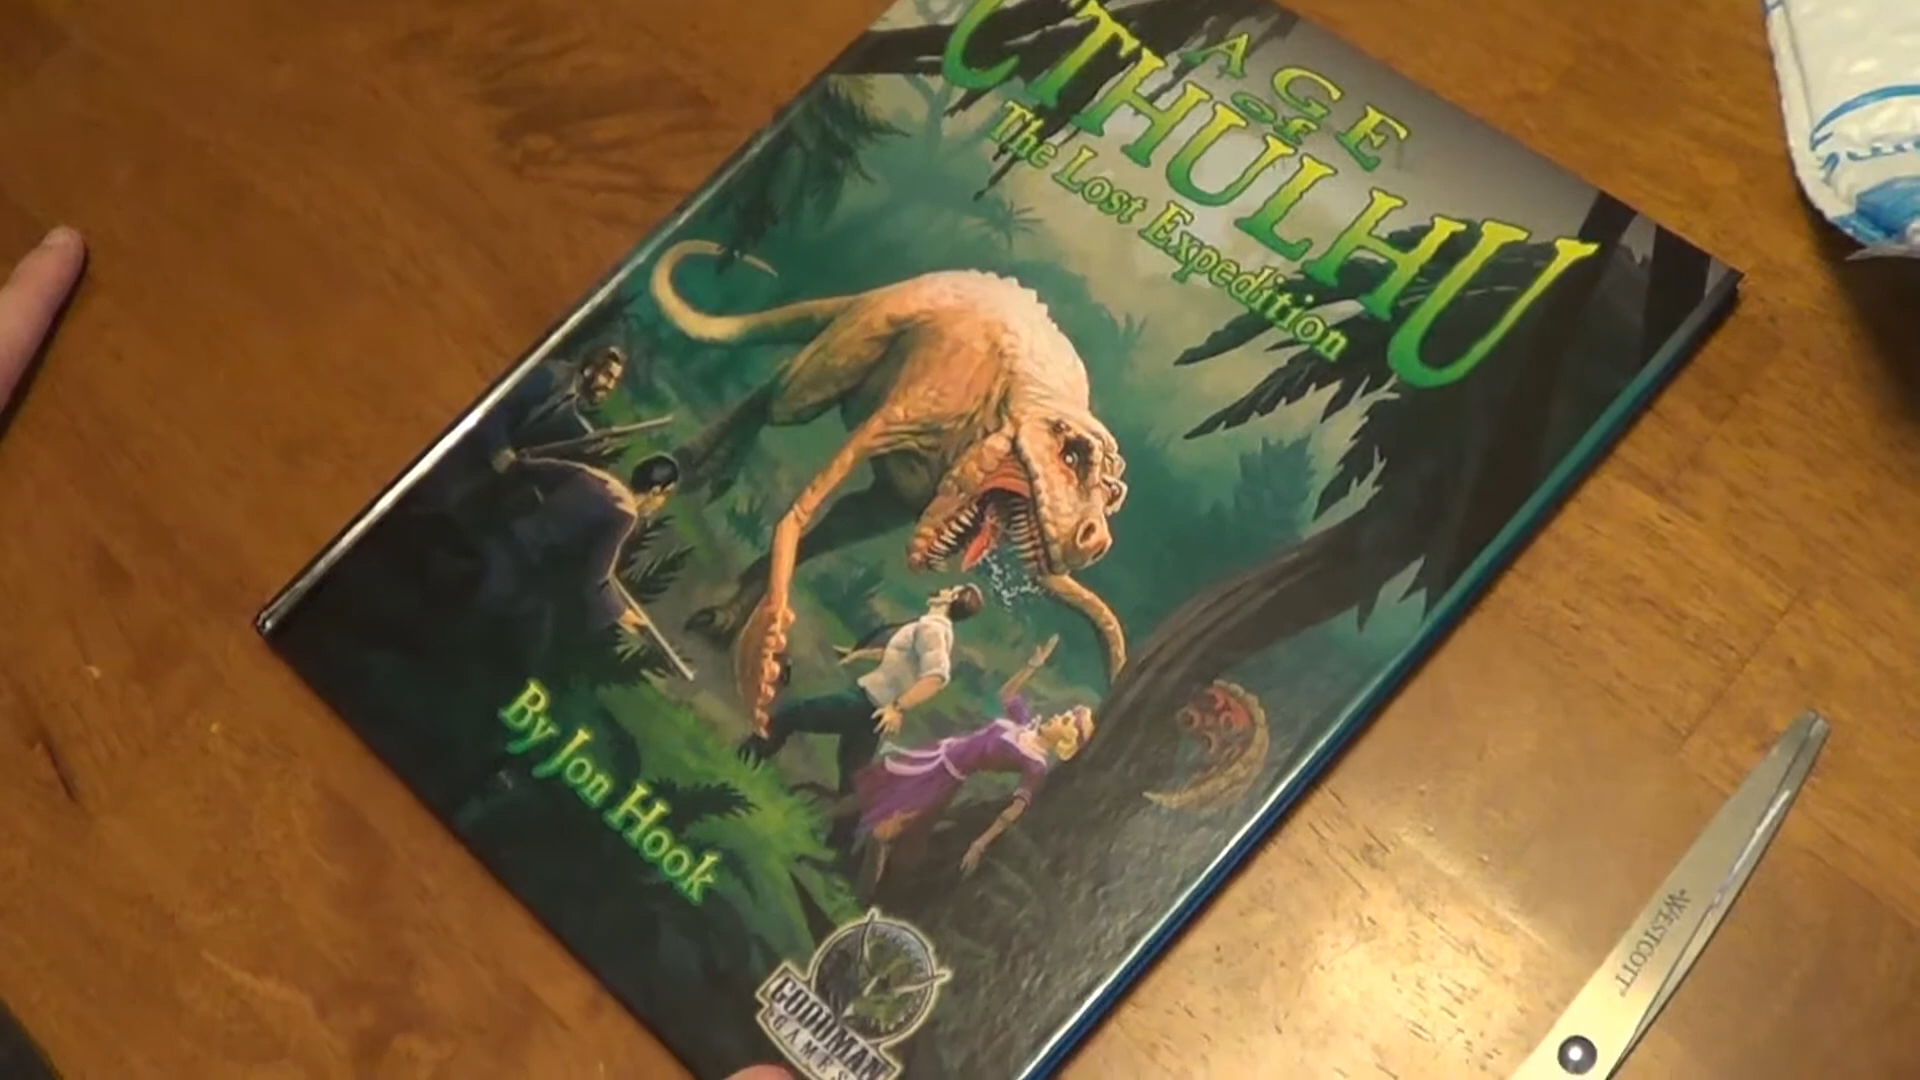 AGE
OF
CTHULHU
The Lost Expedition
By Jon Hook
GOODMAN
GAMES
WESTCOTT